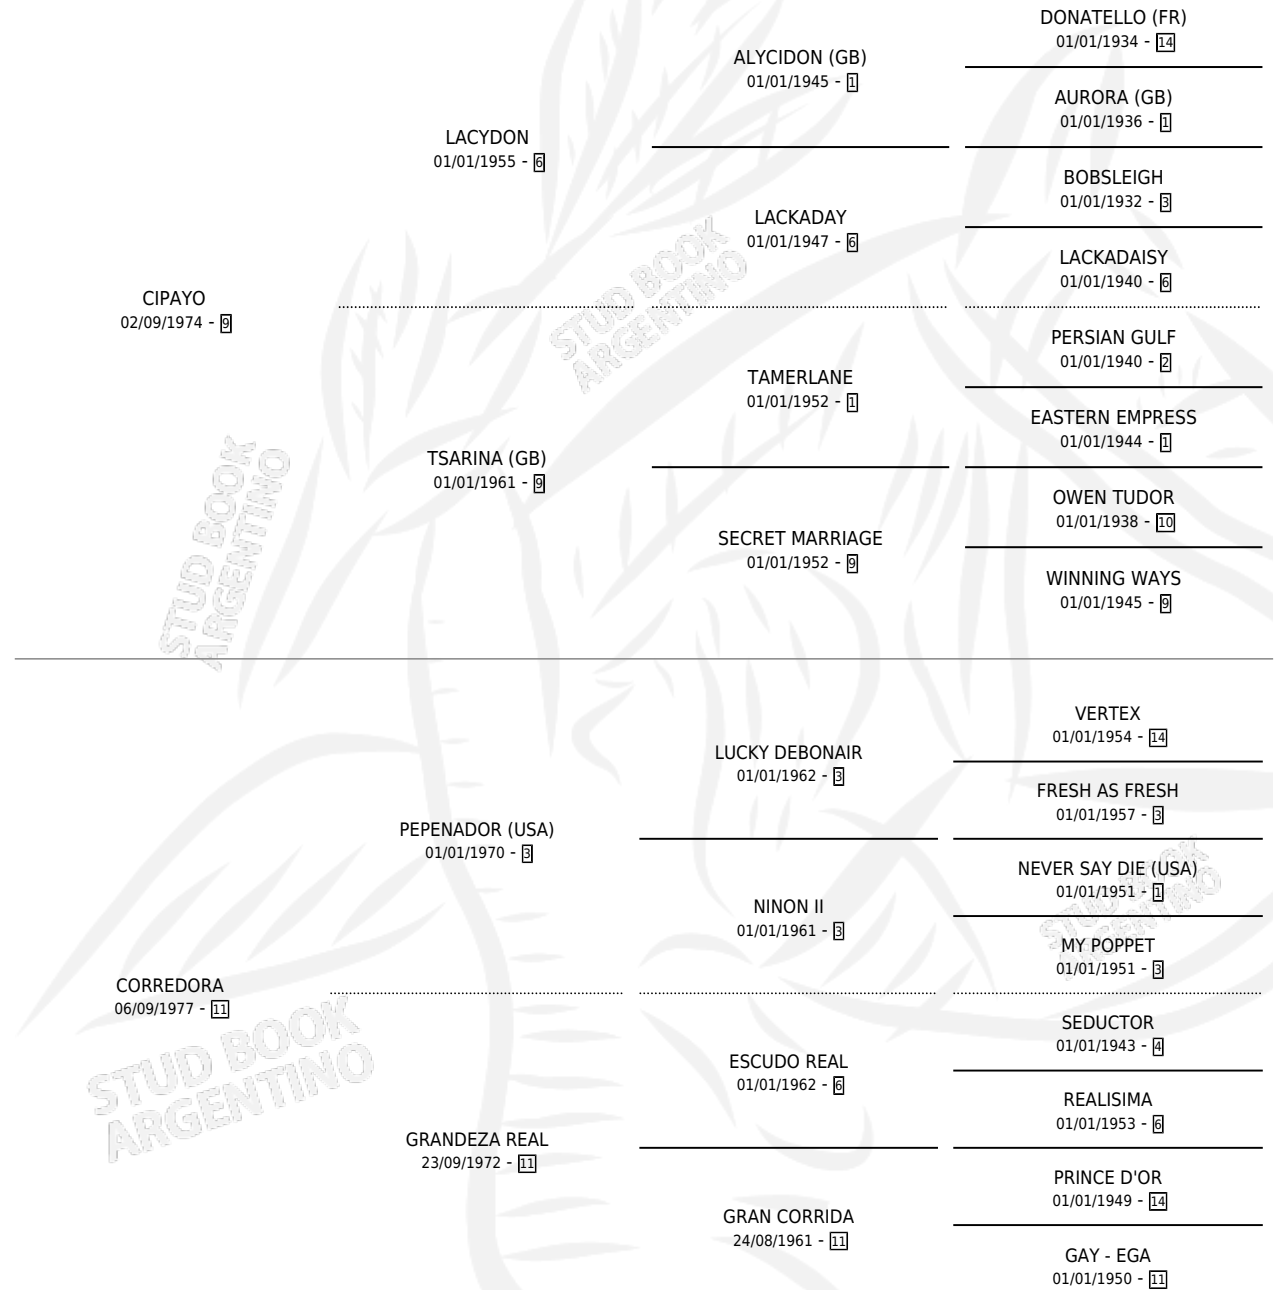 DONATELLO (FR)
01/01/1934 - 14
ALYCIDON (GB)
01/01/1945 - 1
AURORA (GB)
01/01/1936 - 1
LACYDON
01/01/1955 - 6
BOBSLEIGH
01/01/1932 - 3
LACKADAY
01/01/1947 - 6
LACKADAISY
01/01/1940 - 6
CIPAYO
02/09/1974 - 9
PERSIAN GULF
01/01/1940 - 2
TAMERLANE
01/01/1952 - 1
EASTERN EMPRESS
01/01/1944 - 1
TSARINA (GB)
01/01/1961 - 9
OWEN TUDOR
01/01/1938 - 10
SECRET MARRIAGE
01/01/1952 - 9
WINNING WAYS
01/01/1945 - 9
STUD BOOK
ARGENTINO
STUD BOOK
ARGENTINO
VERTEX
01/01/1954 - 14
LUCKY DEBONAIR
01/01/1962 - 3
FRESH AS FRESH
01/01/1957 - 3
PEPENADOR (USA)
01/01/1970 - 3
NEVER SAY DIE (USA)
01/01/1951 - 1
NINON II
01/01/1961 - 3
MY POPPET
01/01/1951 - 3
CORREDORA
06/09/1977 - 11
SEDUCTOR
01/01/1943 - 4
ESCUDO REAL
01/01/1962 - 6
REALISIMA
01/01/1953 - 6
GRANDEZA REAL
23/09/1972 - 11
PRINCE D'OR
01/01/1949 - 14
GRAN CORRIDA
24/08/1961 - 11
GAY - EGA
01/01/1950 - 11
STUD BOOK
ARGENTINO
STUD BOOK
ARGENTINO